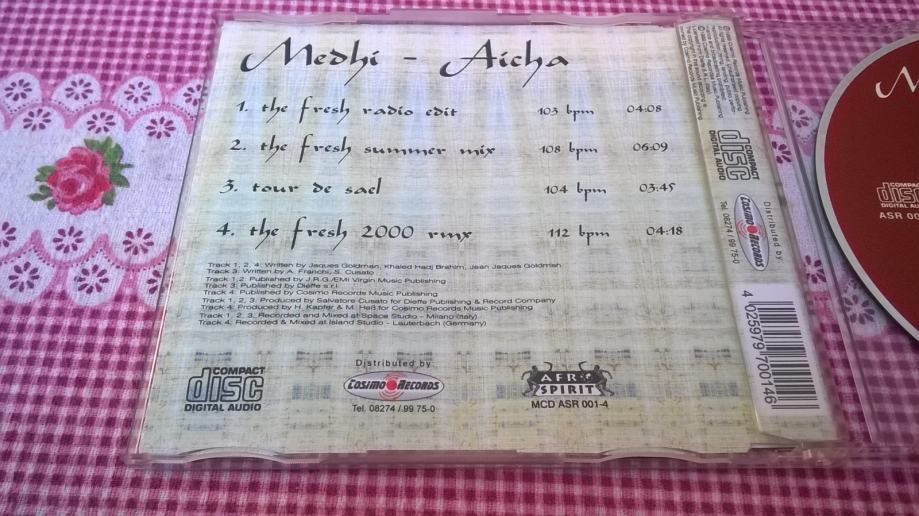 Medhi - Aicha
1. the fresh radio edit 103 bpm 04:08
2. the fresh summer mix 108 bpm 06:09
3. tour de sael 104 bpm 03:45
4. the fresh 2000 rmx 112 bpm 04:18
Track 1, 2, 4: Written by Jaques Goldman, Khaled Hadj Brahim, Jean Jaques Goldmish
Track 3: Written by A. Franchi, S. Cusato
Track 1,2: Published by J.R.G./EMI Virgin Music Publishing
Track 3: Published by Dieffe s.r.l.
Track 4: Published by Cosimo Records Music Publishing
Track 1, 2, 3: Produced by Salvatore Cusato for Dieffe Publishing & Record Company
Track 4: Produced by H. Kapfer & M. Heß for Cosimo Records Music Publishing
Track 1, 2, 3: Recorded and Mixed at Space Studio - Milano (Italy)
Track 4: Recorded & Mixed at Island Studio - Lauterbach (Germany)
COMPACT
disc
DIGITAL AUDIO
Distributed by
COSIMO RECORDS
Tel. 08274 / 99 75-0
AFRO
SPIRIT
MCD ASR 001-4
COMPACT
disc
DIGITAL AUDIO
Distributed by
COSIMO RECORDS
Tel. 08274 / 99 75-0
4 025979 700146
M
COMPACT
disc
DIGITAL AUDIO
ASR 00